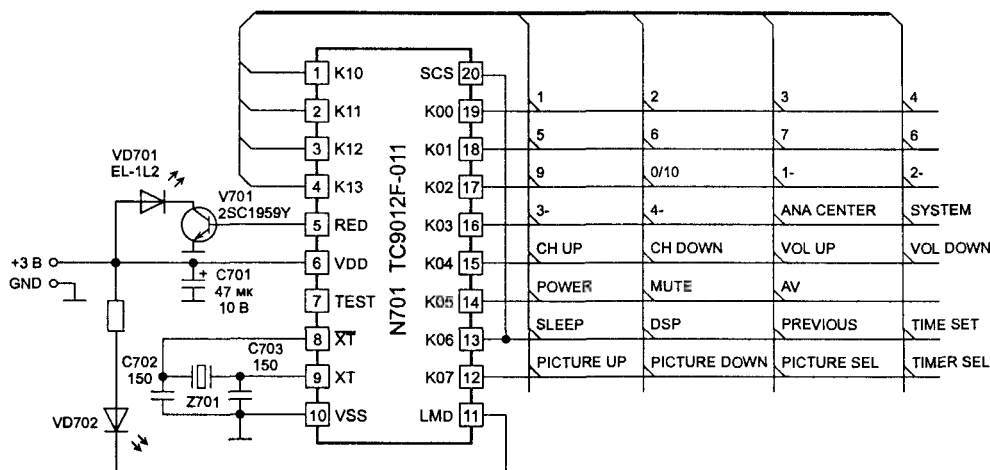 1 K10
2 K11
3 K12
4 K13
5 RED
6 VDD
7 TEST
8 XT
9 XT
10 VSS
N701 TC9012F-011
SCS 20
K00 19
K01 18
K02 17
K03 16
K04 15
K05 14
K06 13
K07 12
LMD 11
VD701
EL-1L2
V701
2SC1959Y
+3 В
GND
C701
47 мк
10 В
+
C702
150
C703
150
Z701
VD702
1 2 3 4
5 6 7 6
9 0/10 1- 2-
3- 4- ANA CENTER SYSTEM
CH UP CH DOWN VOL UP VOL DOWN
POWER MUTE AV
SLEEP DSP PREVIOUS TIME SET
PICTURE UP PICTURE DOWN PICTURE SEL TIMER SEL